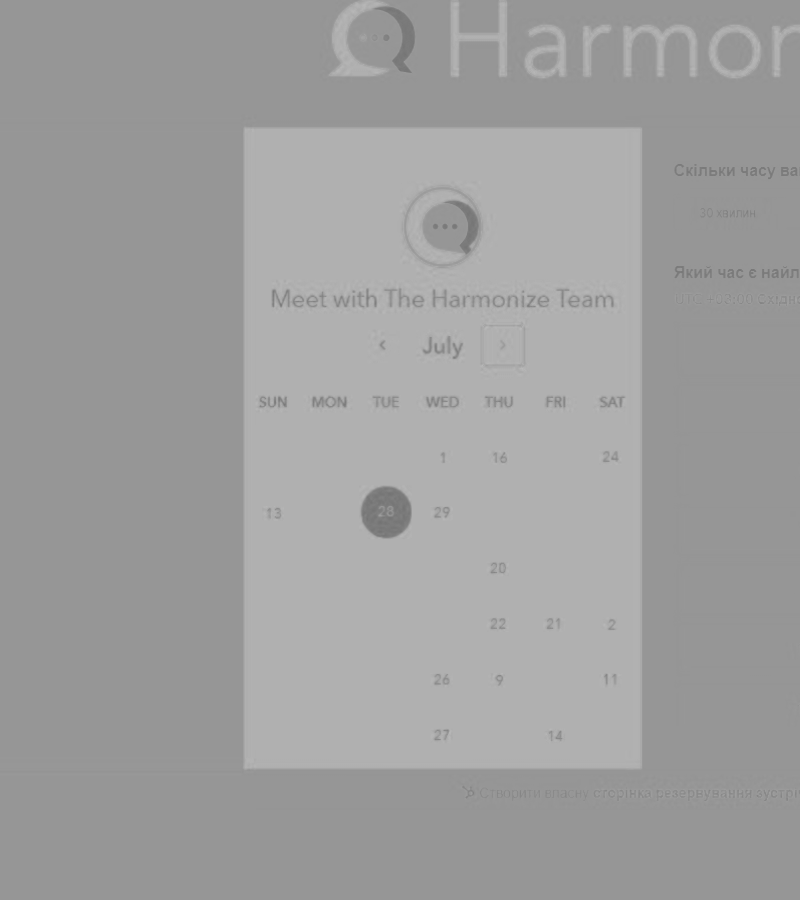 Harmon
Meet with The Harmonize Team
July
SUN MON TUE WED THU FRI SAT
1 16 24
13 28 29
20
22 21 2
26 9 11
27 14
Скільки часу ва
30 хвилин
Який час є найл
Створити власну сторінка резервування зустрі